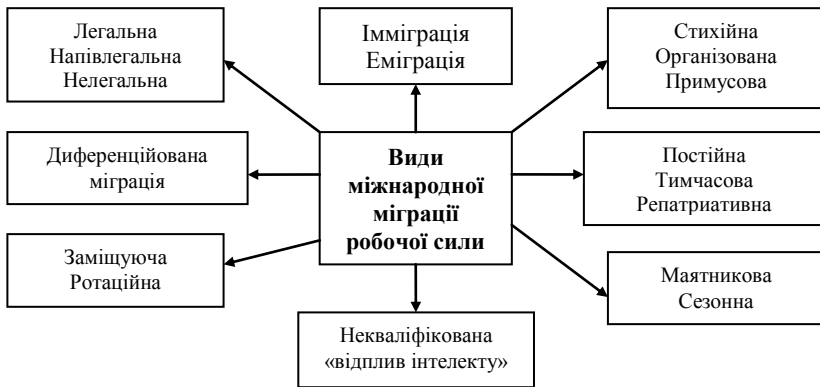 Легальна
Напівлегальна
Нелегальна
Імміграція
Еміграція
Стихійна
Організована
Примусова
Диференційована
міграція
Види
міжнародної
міграції
робочої сили
Постійна
Тимчасова
Репатриативна
Заміщуюча
Ротаційна
Маятникова
Сезонна
Некваліфікована
«відплив інтелекту»